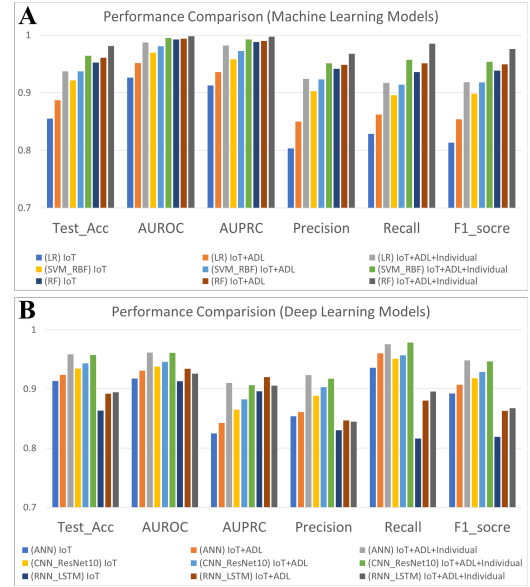 A
Performance Comparison (Machine Learning Models)
1
0.9
0.8
0.7
Test_Acc AUROC AUPRC Precision Recall F1_socre
(LR) IoT (LR) IoT+ADL (LR) IoT+ADL+Individual
(SVM_RBF) IoT (SVM_RBF) IoT+ADL (SVM_RBF) IoT+ADL+Individual
(RF) IoT (RF) IoT+ADL (RF) IoT+ADL+Individual
B
Performance Comparision (Deep Learning Models)
1
0.9
0.8
0.7
Test_Acc AUROC AUPRC Precision Recall F1_socre
(ANN) IoT (ANN) IoT+ADL (ANN) IoT+ADL+Individual
(CNN_ResNet10) IoT (CNN_ResNet10) IoT+ADL (CNN_ResNet10) IoT+ADL+Individual
(RNN_LSTM) IoT (RNN_LSTM) IoT+ADL (RNN_LSTM) IoT+ADL+Individual